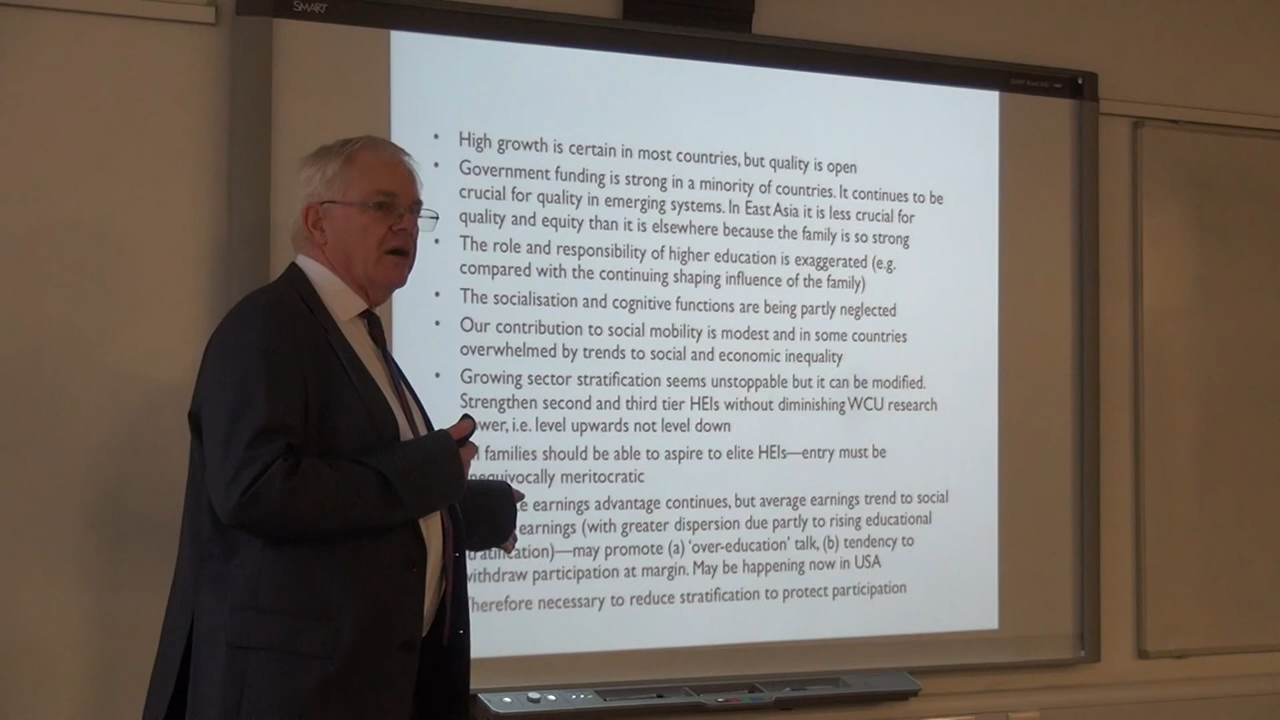 SMART
• High growth is certain in most countries, but quality is open
• Government funding is strong in a minority of countries. It continues to be
crucial for quality in emerging systems. In East Asia it is less crucial for
quality and equity than it is elsewhere because the family is so strong
• The role and responsibility of higher education is exaggerated (e.g.
compared with the continuing shaping influence of the family)
• The socialisation and cognitive functions are being partly neglected
• Our contribution to social mobility is modest and in some countries
overwhelmed by trends to social and economic inequality
• Growing sector stratification seems unstoppable but it can be modified.
Strengthen second and third tier HEIs without diminishing WCU research
ower, i.e. level upwards not level down
families should be able to aspire to elite HEIs—entry must be
unequivocally meritocratic
earnings advantage continues, but average earnings trend to social
earnings (with greater dispersion due partly to rising educational
tratification)—may promote (a) 'over-education' talk, (b) tendency to
withdraw participation at margin. May be happening now in USA
herefore necessary to reduce stratification to protect participation